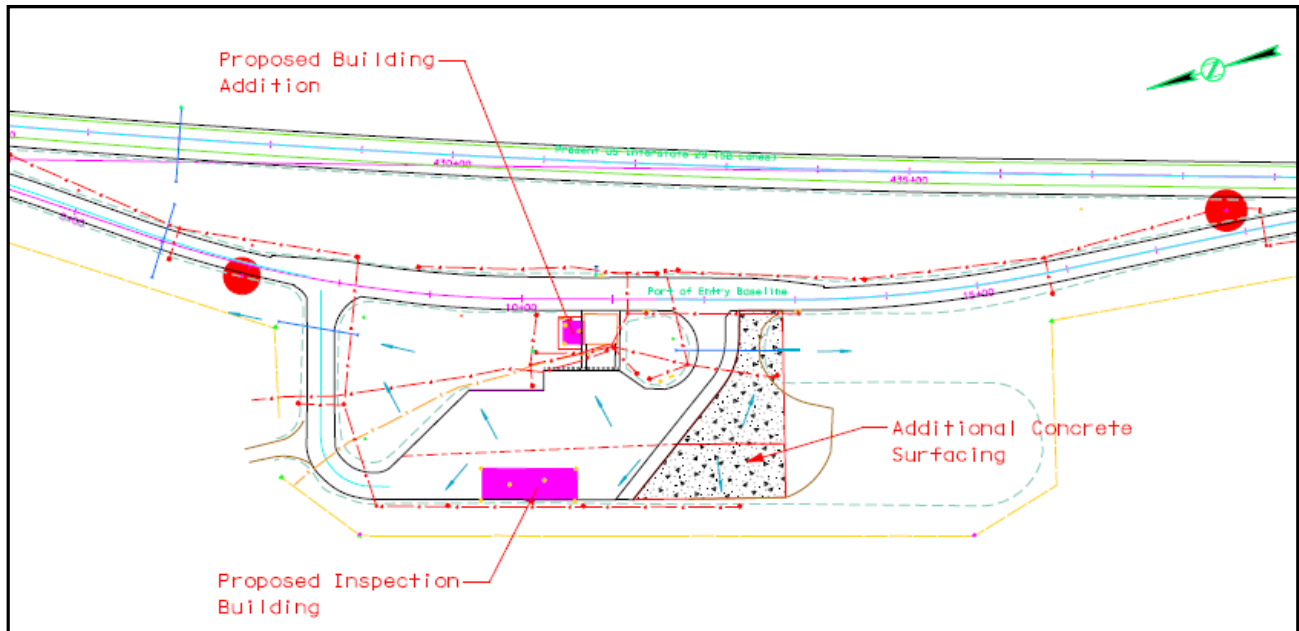 Proposed Building
Addition
Present US Interstate 29 (SB Lanes)
430+00
435+00
Port of Entry Baseline
10+00
15+00
Additional Concrete
Surfacing
Proposed Inspection
Building